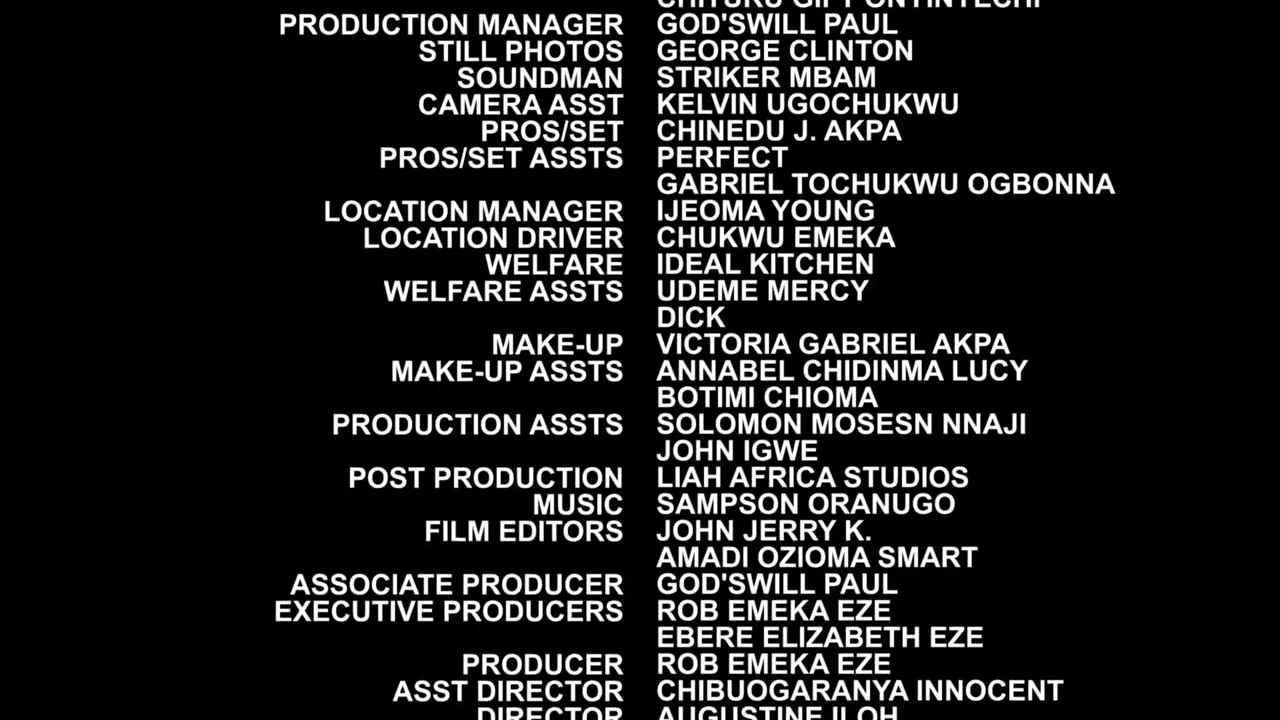 PRODUCTION MANAGER GOD'SWILL PAUL
STILL PHOTOS GEORGE CLINTON
SOUNDMAN STRIKER MBAM
CAMERA ASST KELVIN UGOCHUKWU
PROS/SET CHINEDU J. AKPA
PROS/SET ASSTS PERFECT
GABRIEL TOCHUKWU OGBONNA
LOCATION MANAGER IJEOMA YOUNG
LOCATION DRIVER CHUKWU EMEKA
WELFARE IDEAL KITCHEN
WELFARE ASSTS UDEME MERCY
DICK
MAKE-UP VICTORIA GABRIEL AKPA
MAKE-UP ASSTS ANNABEL CHIDINMA LUCY
BOTIMI CHIOMA
PRODUCTION ASSTS SOLOMON MOSESN NNAJI
JOHN IGWE
POST PRODUCTION LIAH AFRICA STUDIOS
MUSIC SAMPSON ORANUGO
FILM EDITORS JOHN JERRY K.
AMADI OZIOMA SMART
ASSOCIATE PRODUCER GOD'SWILL PAUL
EXECUTIVE PRODUCERS ROB EMEKA EZE
EBERE ELIZABETH EZE
PRODUCER ROB EMEKA EZE
ASST DIRECTOR CHIBUOGARANYA INNOCENT
DIRECTOR AUGUSTINE ILOH